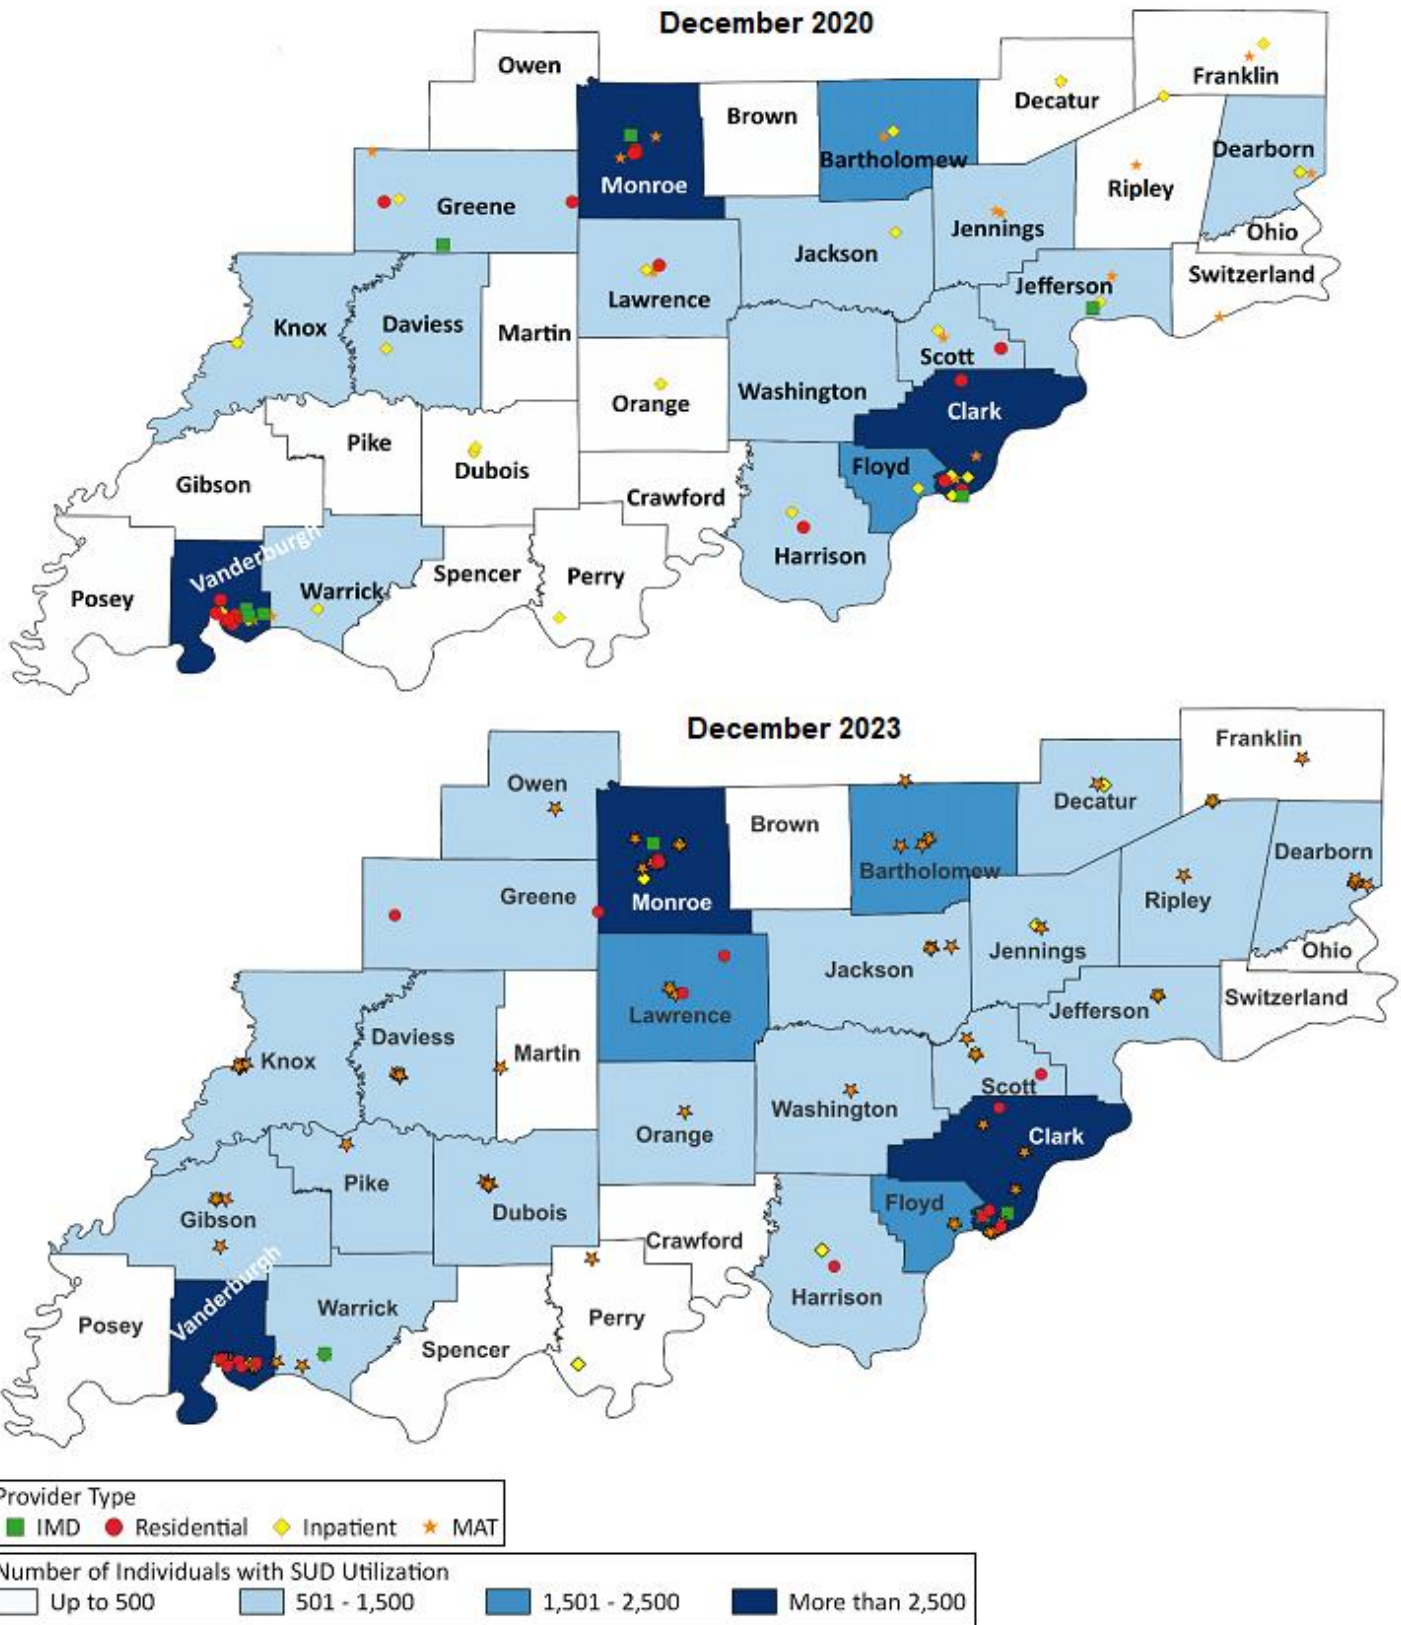 December 2020
Owen
Franklin
Decatur
Brown
Bartholomew
Dearborn
Monroe
Ripley
Greene
Jennings
Ohio
Jackson
Switzerland
Jefferson
Lawrence
Knox
Daviess
Martin
Scott
Washington
Orange
Clark
Pike
Dubois
Floyd
Gibson
Crawford
Vanderburgh
Harrison
Spencer
Perry
Warrick
Posey
December 2023
Franklin
Owen
Decatur
Brown
Dearborn
Bartholomew
Greene
Monroe
Ripley
Jennings
Ohio
Jackson
Switzerland
Jefferson
Lawrence
Daviess
Martin
Knox
Scott
Washington
Orange
Clark
Pike
Floyd
Dubois
Gibson
Crawford
Vanderburgh
Harrison
Warrick
Perry
Posey
Spencer
Provider Type
IMD Residential Inpatient MAT
Number of Individuals with SUD Utilization
Up to 500 501 - 1,500 1,501 - 2,500 More than 2,500